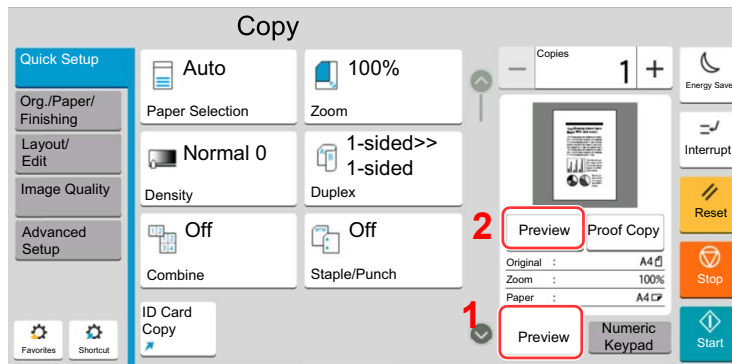 Copy
Quick Setup
Org./Paper/
Finishing
Layout/
Edit
Image Quality
Advanced
Setup
Favorites
Shortcut
Auto
Paper Selection
100%
Zoom
Normal 0
Density
1-sided>>
1-sided
Duplex
Off
Combine
Off
Staple/Punch
ID Card
Copy
Copies
1
2
Preview
Proof Copy
Original : A4
Zoom : 100%
Paper : A4
1
Preview
Numeric
Keypad
Energy Save
Interrupt
Reset
Stop
Start